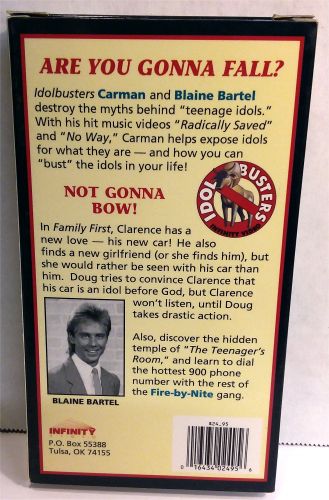 ARE YOU GONNA FALL?
Idolbusters Carman and Blaine Bartel
destroy the myths behind "teenage idols."
With his hit music videos "Radically Saved"
and "No Way," Carman helps expose idols
for what they are — and how you can
"bust" the idols in your life!
NOT GONNA
BOW!
IDOL BUSTERS
INFINITY VIDEO
In Family First, Clarence has a
new love — his new car! He also
finds a new girlfriend (or she finds him), but
she would rather be seen with his car than
him. Doug tries to convince Clarence that
his car is an idol before God, but Clarence
won't listen, until Doug
takes drastic action.
Also, discover the hidden
temple of "The Teenager's
Room," and learn to dial
the hottest 900 phone
number with the rest of
the Fire-by-Nite gang.
BLAINE BARTEL
INFINITY
P.O. Box 55388
Tulsa, OK 74155
$24.95
0 16434 02495 6